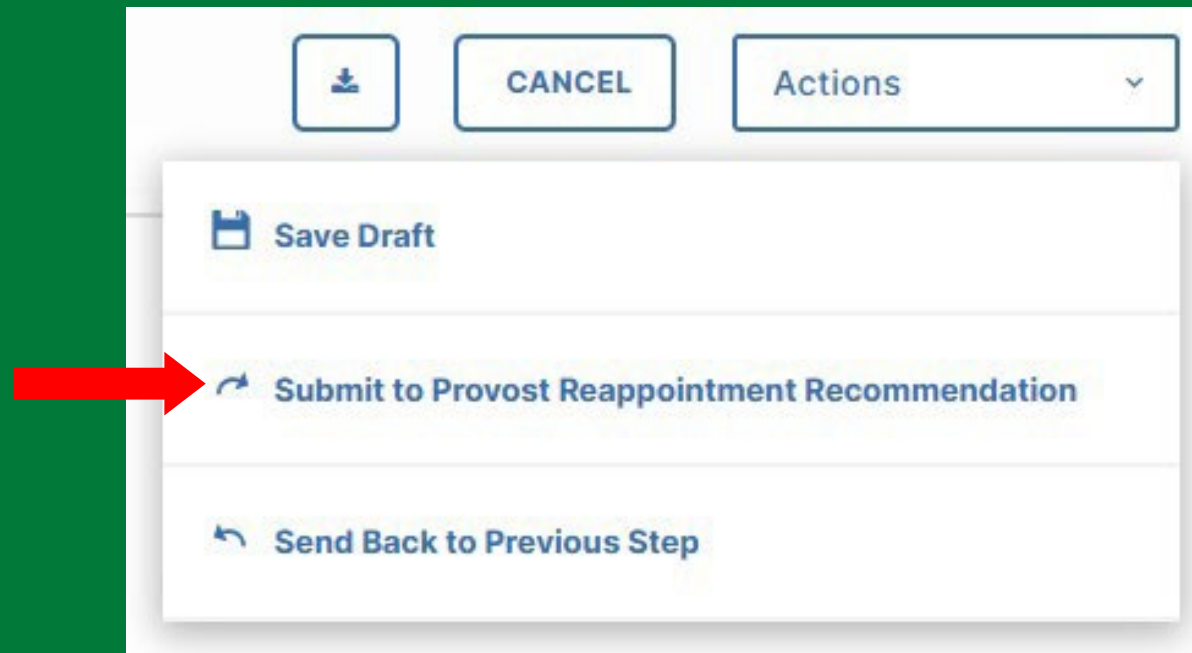 CANCEL
Actions
Save Draft
Submit to Provost Reappointment Recommendation
Send Back to Previous Step